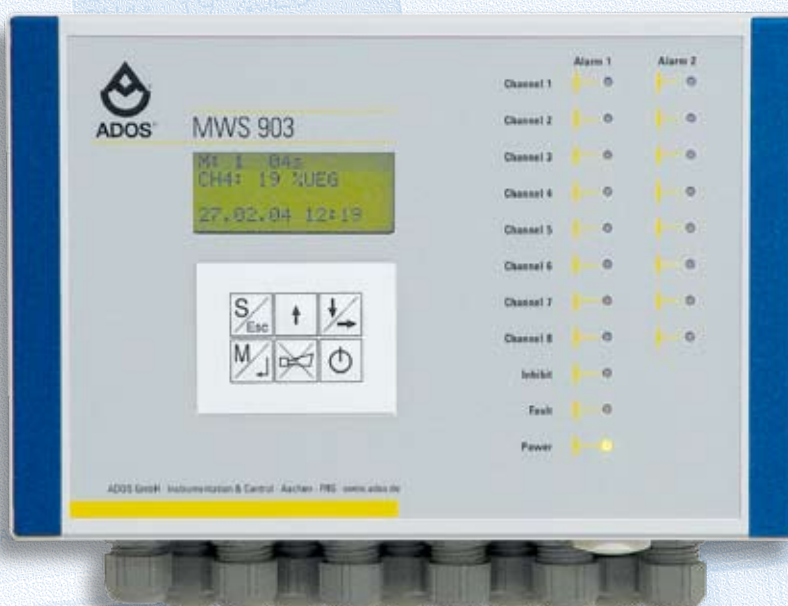 ADOS®
MWS 903
M: 1 04s
CH4: 19 %UEG
27.02.04 12:19
S/Esc
M
ADOS GmbH · Instrumentation & Control · Aachen · FRG · www.ados.de
Alarm 1 Alarm 2
Channel 1
Channel 2
Channel 3
Channel 4
Channel 5
Channel 6
Channel 7
Channel 8
Inhibit
Fault
Power